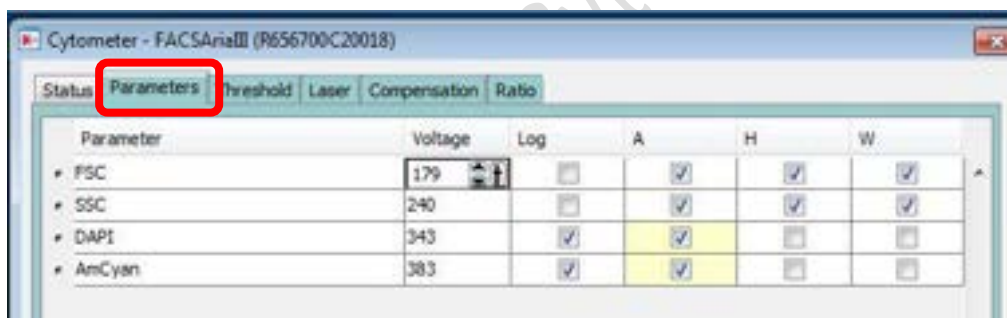 Cytometer - FACSAriaIII (R656700C20018)
Status Parameters Threshold Laser Compensation Ratio
Parameter Voltage Log A H W
FSC 179
SSC 240
DAPI 343
AmCyan 383